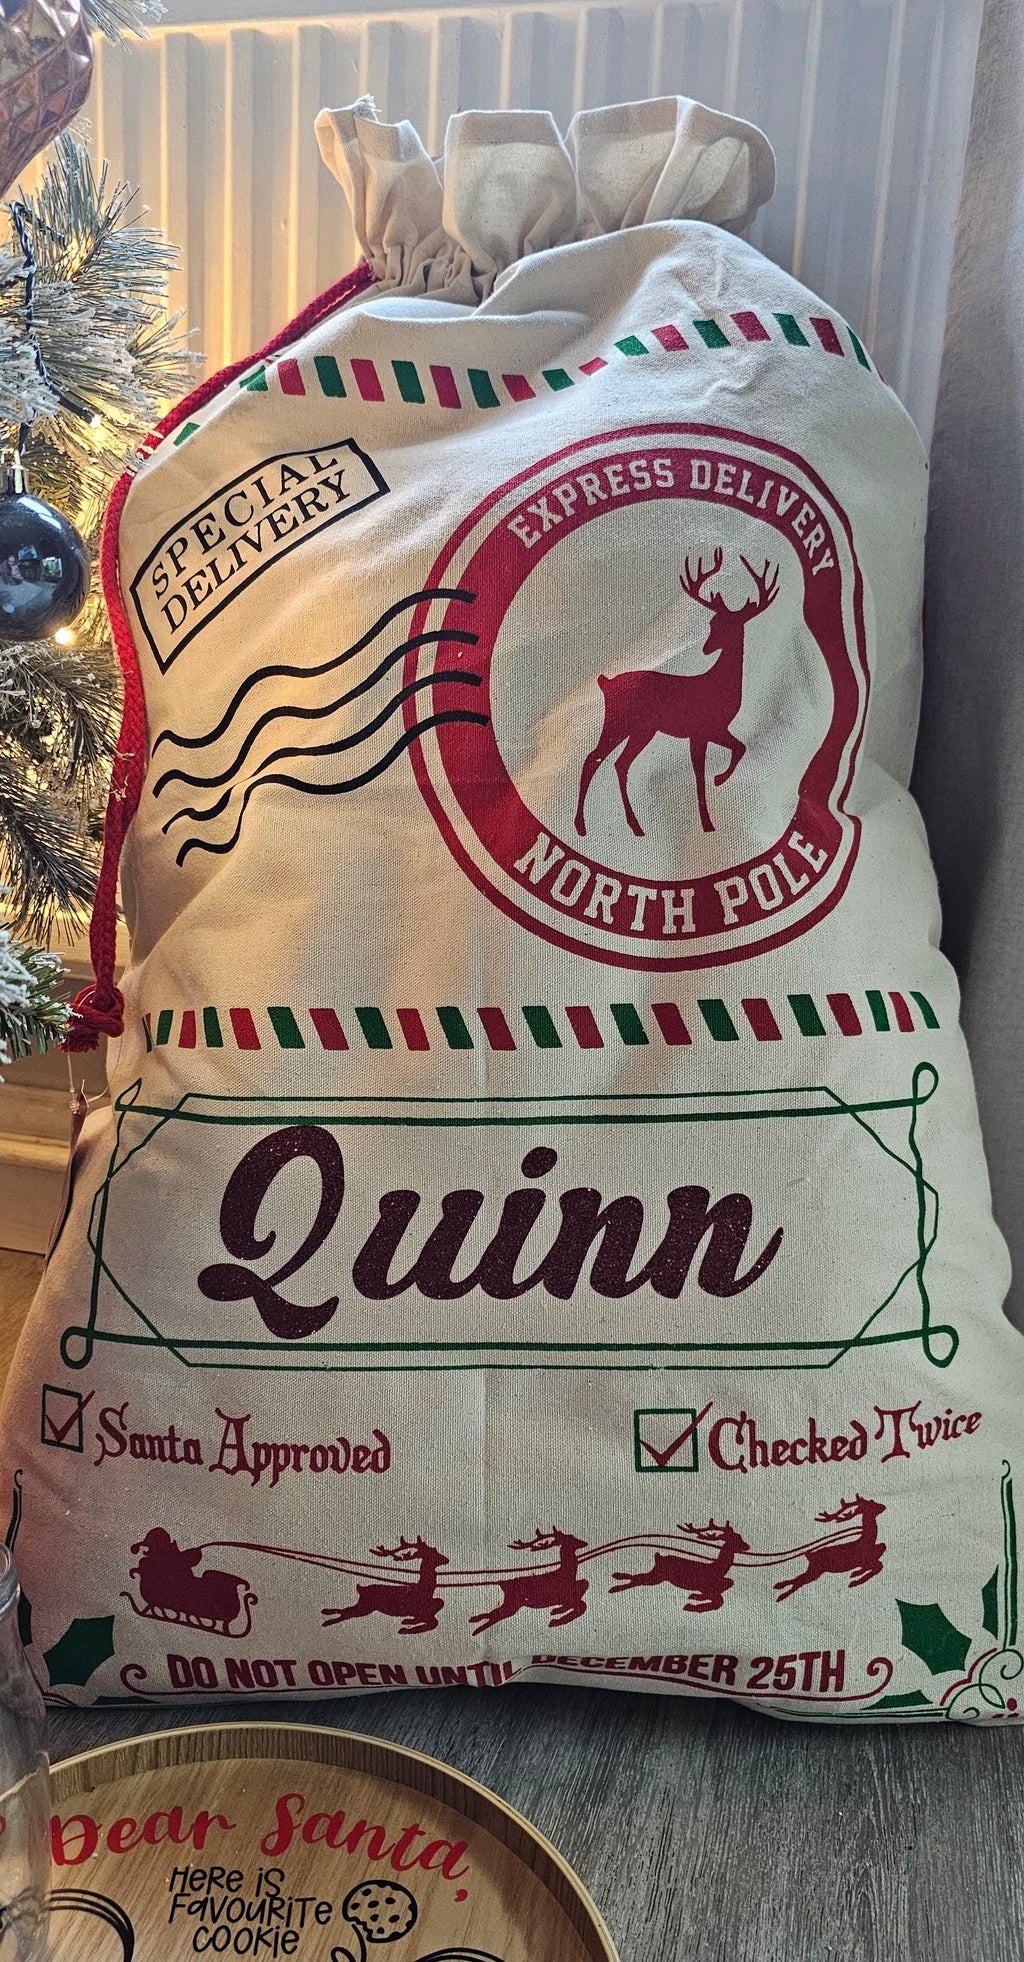 SPECIAL
DELIVERY
EXPRESS DELIVERY
NORTH POLE
Quinn
Santa Approved
Checked Twice
DO NOT OPEN UNTIL DECEMBER 25TH
Dear Santa,
HERE is
FAVOURITE
COOKIE